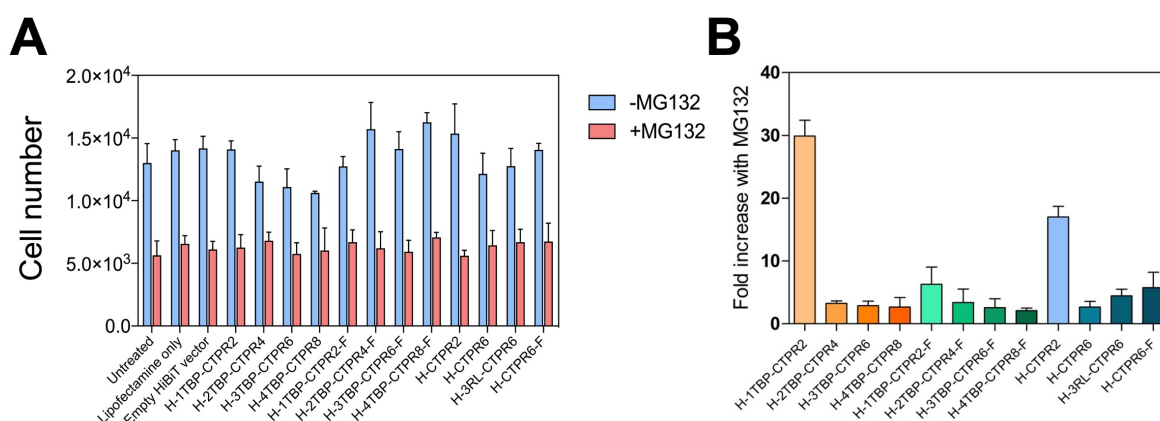 A
Cell number
2.0×10⁴
1.5×10⁴
1.0×10⁴
5.0×10³
0.0
Untreated
Lipofectamine only
Empty HiBiT vector
H-1TBP-CTPR2
H-2TBP-CTPR4
H-3TBP-CTPR6
H-4TBP-CTPR8
H-1TBP-CTPR2-F
H-2TBP-CTPR4-F
H-3TBP-CTPR6-F
H-4TBP-CTPR8-F
H-CTPR2
H-CTPR6
H-3RL-CTPR6
H-CTPR6-F
-MG132
+MG132
B
Fold increase with MG132
40
30
20
10
0
H-1TBP-CTPR2
H-2TBP-CTPR4
H-3TBP-CTPR6
H-4TBP-CTPR8
H-1TBP-CTPR2-F
H-2TBP-CTPR4-F
H-3TBP-CTPR6-F
H-4TBP-CTPR8-F
H-CTPR2
H-CTPR6
H-3RL-CTPR6
H-CTPR6-F